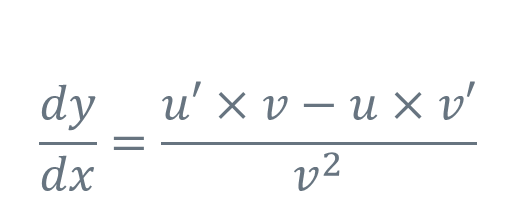 dy/dx = (u′ × v − u × v′)/v²